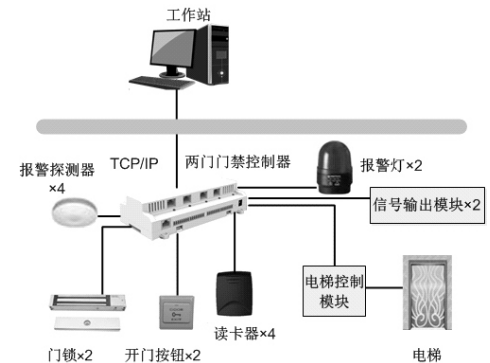 工作站
TCP/IP
两门门禁控制器
报警探测器
×4
报警灯×2
信号输出模块×2
电梯控制
模块
门锁×2
开门按钮×2
读卡器×4
电梯